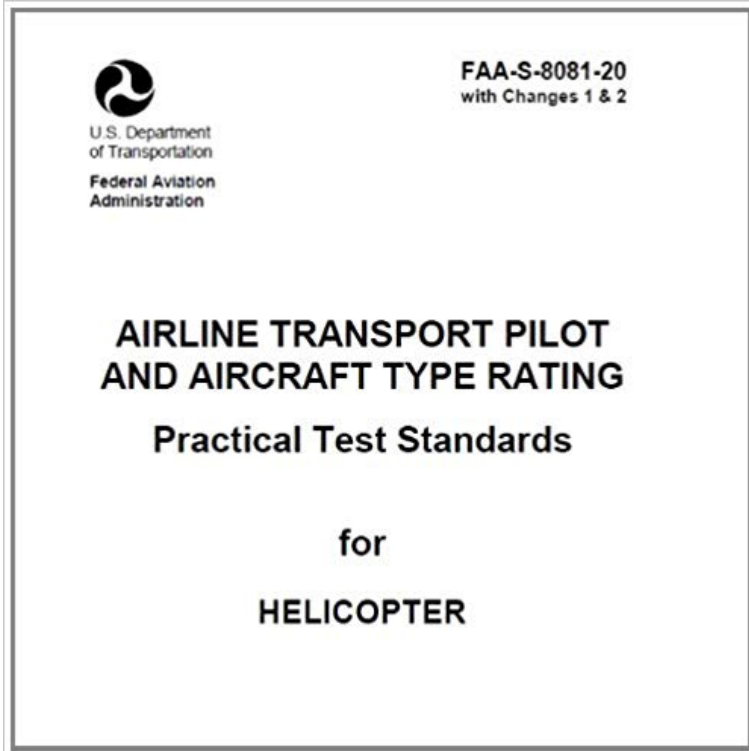 FAA-S-8081-20
with Changes 1 & 2
U.S. Department
of Transportation
Federal Aviation
Administration
AIRLINE TRANSPORT PILOT
AND AIRCRAFT TYPE RATING
Practical Test Standards
for
HELICOPTER